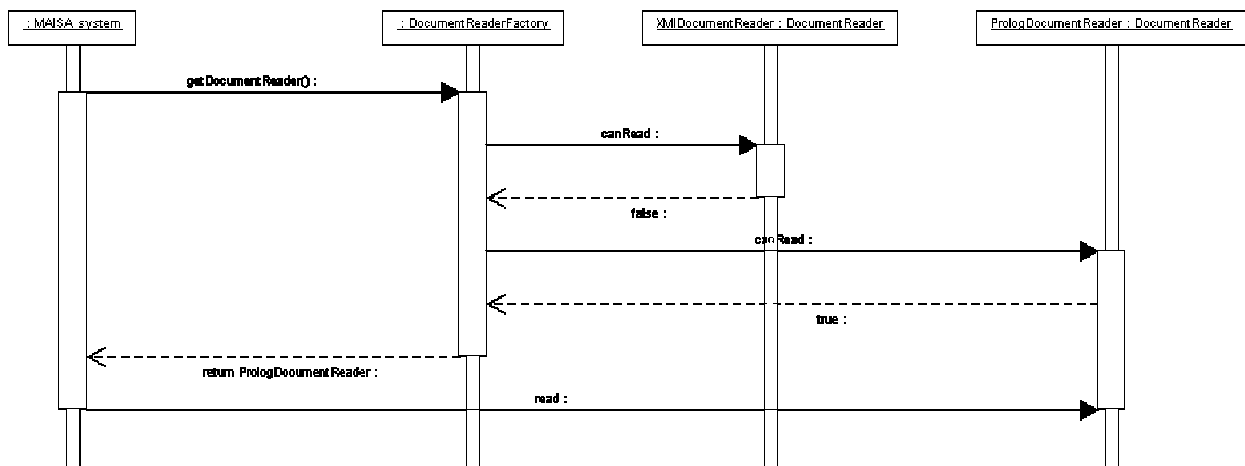 : MAISA system
: DocumentReaderFactory
XMIDocumentReader : DocumentReader
PrologDocumentReader : DocumentReader
getDocumentReader() :
canRead :
false :
canRead :
true :
return PrologDocumentReader :
read :